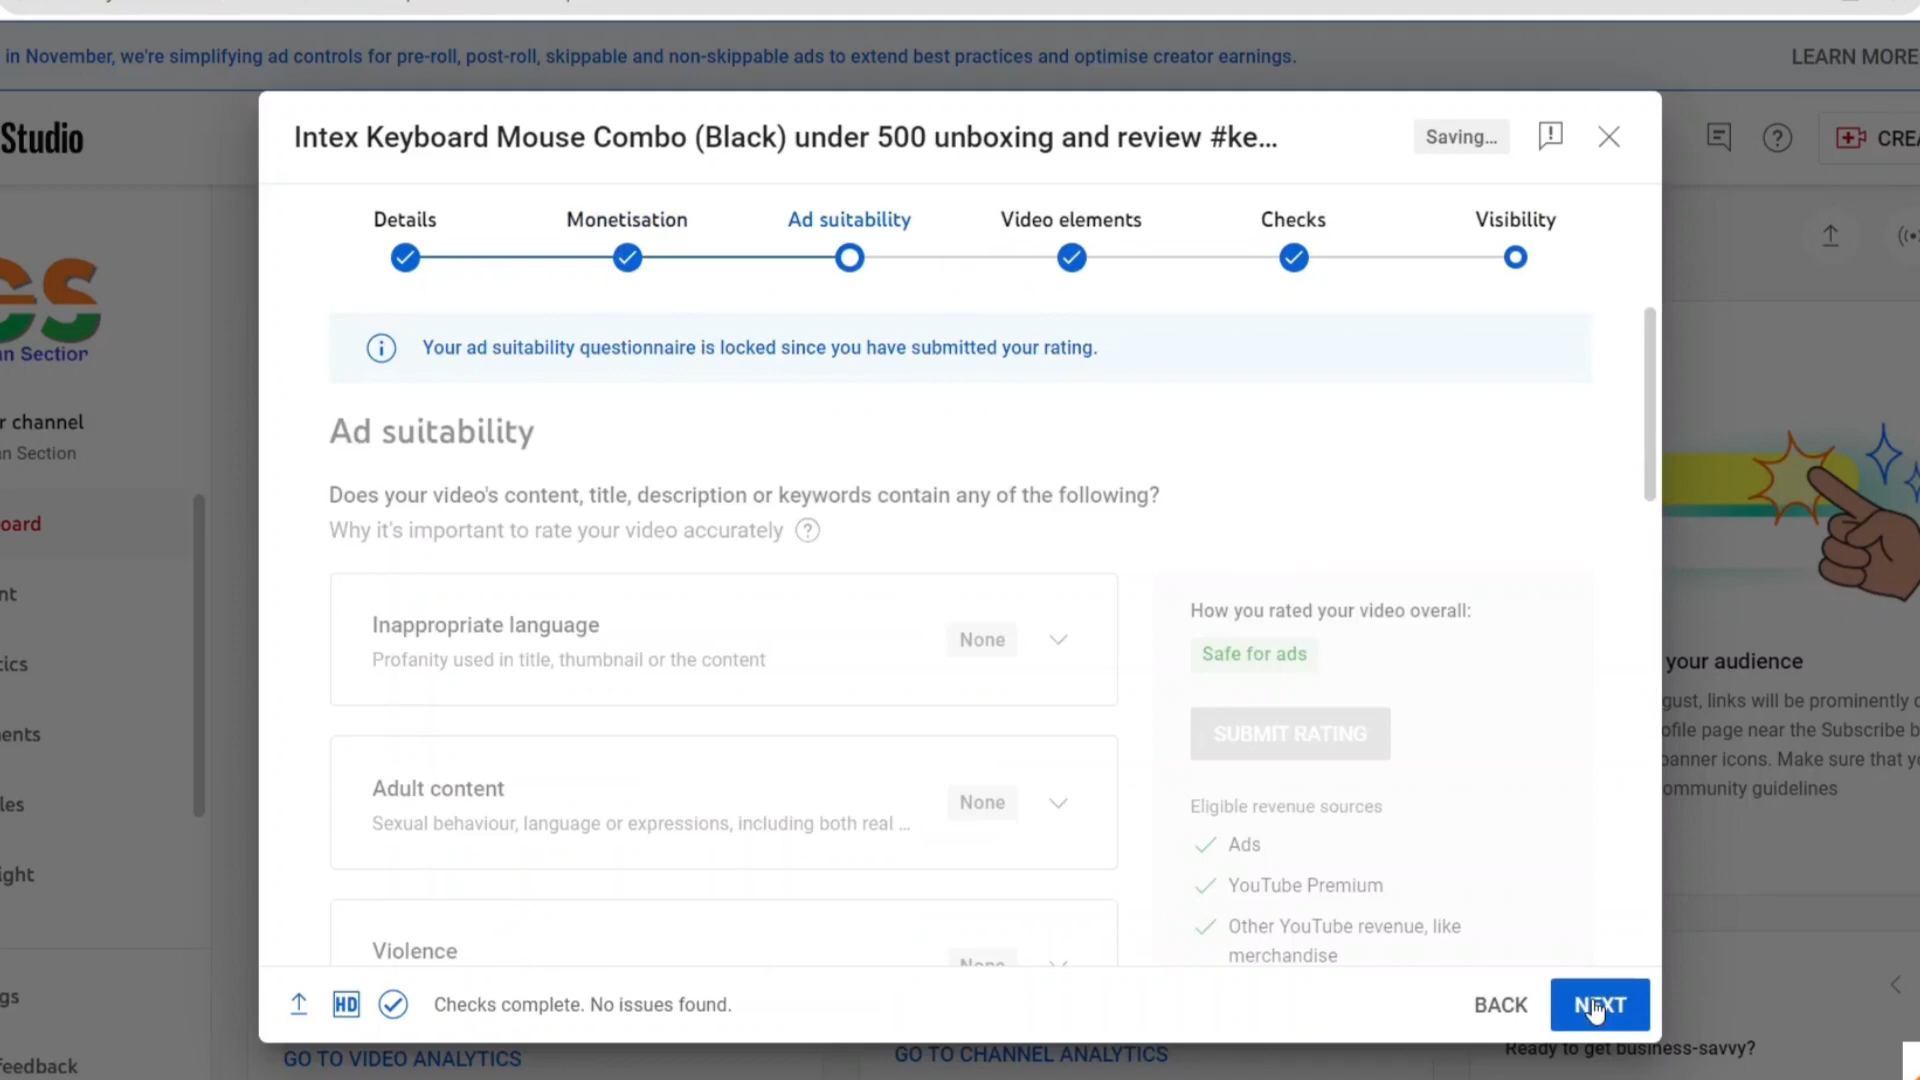 in November, we're simplifying ad controls for pre-roll, post-roll, skippable and non-skippable ads to extend best practices and optimise creator earnings.
LEARN MORE
Studio
Intex Keyboard Mouse Combo (Black) under 500 unboxing and review #ke...
Saving...
CREA
Details
Monetisation
Ad suitability
Video elements
Checks
Visibility
Your ad suitability questionnaire is locked since you have submitted your rating.
Ad suitability
Does your video's content, title, description or keywords contain any of the following?
Why it's important to rate your video accurately
Inappropriate language
Profanity used in title, thumbnail or the content
None
Adult content
Sexual behaviour, language or expressions, including both real ...
None
Violence
None
How you rated your video overall:
Safe for ads
SUBMIT RATING
Eligible revenue sources
Ads
YouTube Premium
Other YouTube revenue, like
merchandise
HD
Checks complete. No issues found.
BACK
NEXT
GS
an Section
r channel
n Section
oard
nt
tics
ents
les
ight
gs
feedback
your audience
gust, links will be prominently
ofile page near the Subscribe b
banner icons. Make sure that yo
ommunity guidelines
GO TO VIDEO ANALYTICS
GO TO CHANNEL ANALYTICS
Ready to get business-savvy?